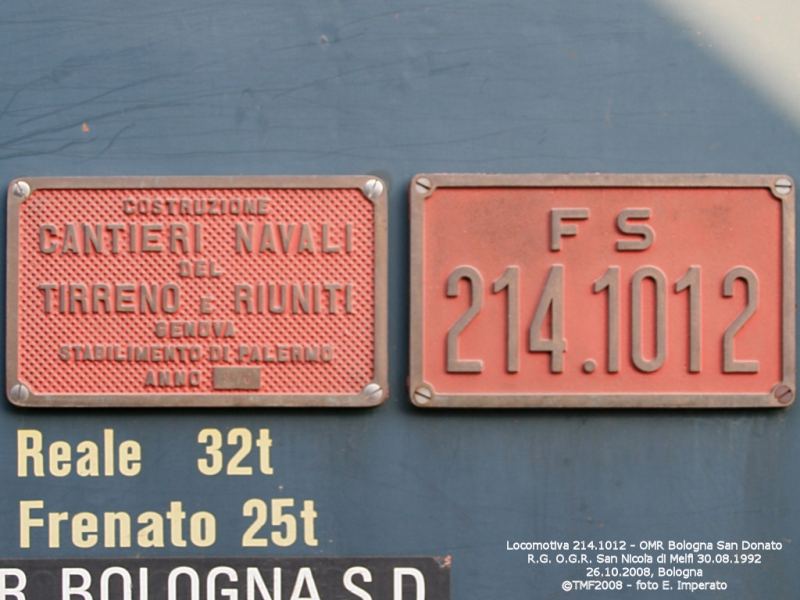 COSTRUZIONE
CANTIERI NAVALI
DEL
TIRRENO E RIUNITI
GENOVA
STABILIMENTO DI PALERMO
ANNO
FS
214.1012
Reale 32t
Frenato 25t
R BOLOGNA S.D.
Locomotiva 214.1012 - OMR Bologna San Donato
R.G. O.G.R. San Nicola di Melfi 30.08.1992
26.10.2008, Bologna
©TMF2008 - foto E. Imperato